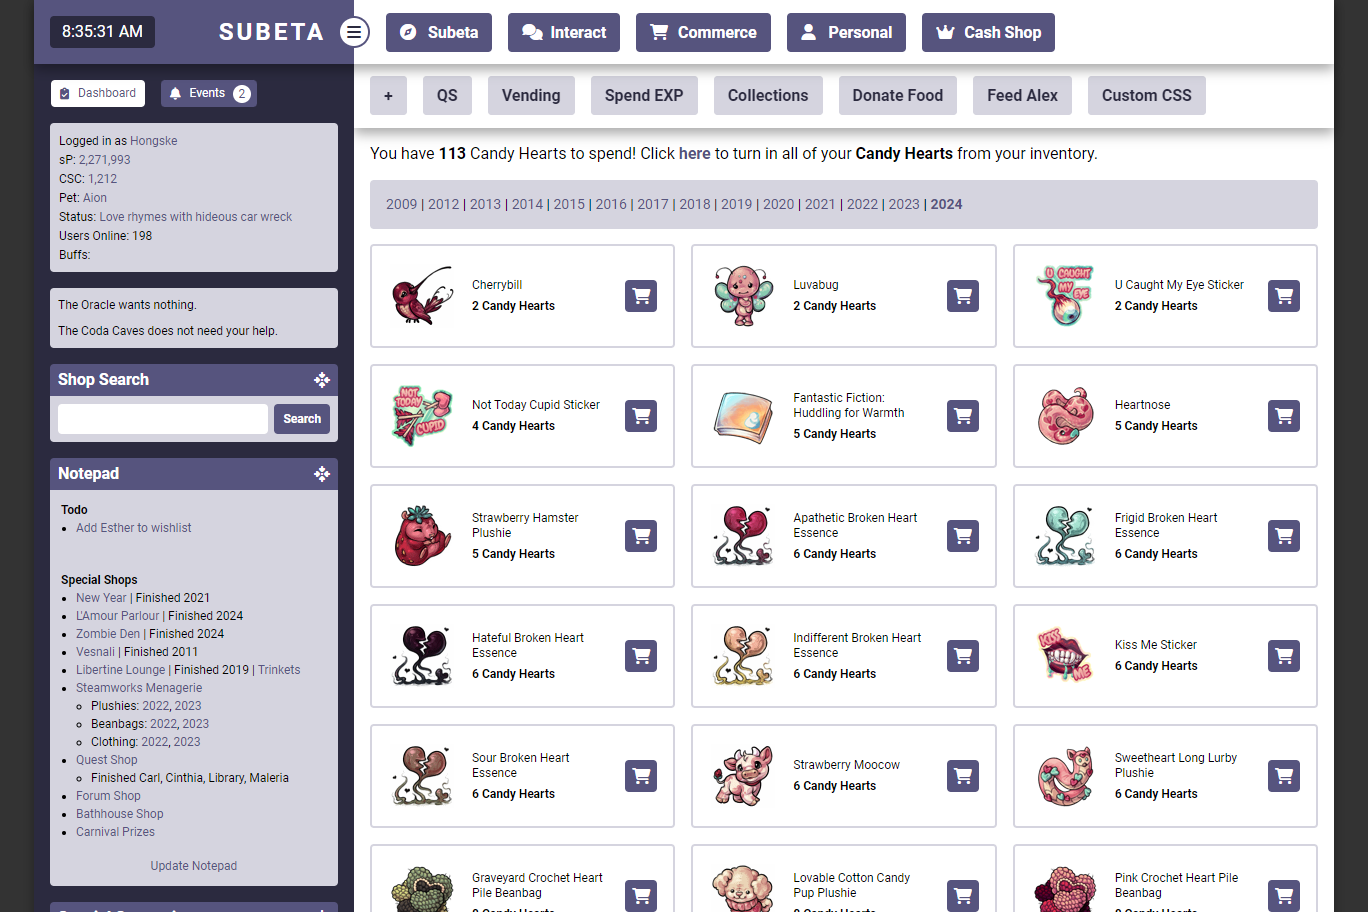 8:35:31 AM
SUBETA
Subeta
Interact
Commerce
Personal
Cash Shop
+
QS
Vending
Spend EXP
Collections
Donate Food
Feed Alex
Custom CSS
Dashboard
Events 2
Logged in as Hongske
sP: 2,271,993
CSC: 1,212
Pet: Aion
Status: Love rhymes with hideous car wreck
Users Online: 198
Buffs:
The Oracle wants nothing.
The Coda Caves does not need your help.
Shop Search
Search
Notepad
Todo
Add Esther to wishlist
Special Shops
New Year | Finished 2021
L'Amour Parlour | Finished 2024
Zombie Den | Finished 2024
Vesnali | Finished 2011
Libertine Lounge | Finished 2019 | Trinkets
Steamworks Menagerie
Plushies: 2022, 2023
Beanbags: 2022, 2023
Clothing: 2022, 2023
Quest Shop
Finished Carl, Cinthia, Library, Maleria
Forum Shop
Bathhouse Shop
Carnival Prizes
Update Notepad
You have 113 Candy Hearts to spend! Click here to turn in all of your Candy Hearts from your inventory.
2009 | 2012 | 2013 | 2014 | 2015 | 2016 | 2017 | 2018 | 2019 | 2020 | 2021 | 2022 | 2023 | 2024
Cherrybill
2 Candy Hearts
Luvabug
2 Candy Hearts
U CAUGHT
MY
EYE
U Caught My Eye Sticker
2 Candy Hearts
NOT
TODAY
CUPID
Not Today Cupid Sticker
4 Candy Hearts
Fantastic Fiction:
Huddling for Warmth
5 Candy Hearts
Heartnose
5 Candy Hearts
Strawberry Hamster
Plushie
5 Candy Hearts
Apathetic Broken Heart
Essence
6 Candy Hearts
Frigid Broken Heart
Essence
6 Candy Hearts
Hateful Broken Heart
Essence
6 Candy Hearts
Indifferent Broken Heart
Essence
6 Candy Hearts
KISS
ME
Kiss Me Sticker
6 Candy Hearts
Sour Broken Heart
Essence
6 Candy Hearts
Strawberry Moocow
6 Candy Hearts
Sweetheart Long Lurby
Plushie
6 Candy Hearts
Graveyard Crochet Heart
Pile Beanbag
Lovable Cotton Candy
Pup Plushie
Pink Crochet Heart Pile
Beanbag